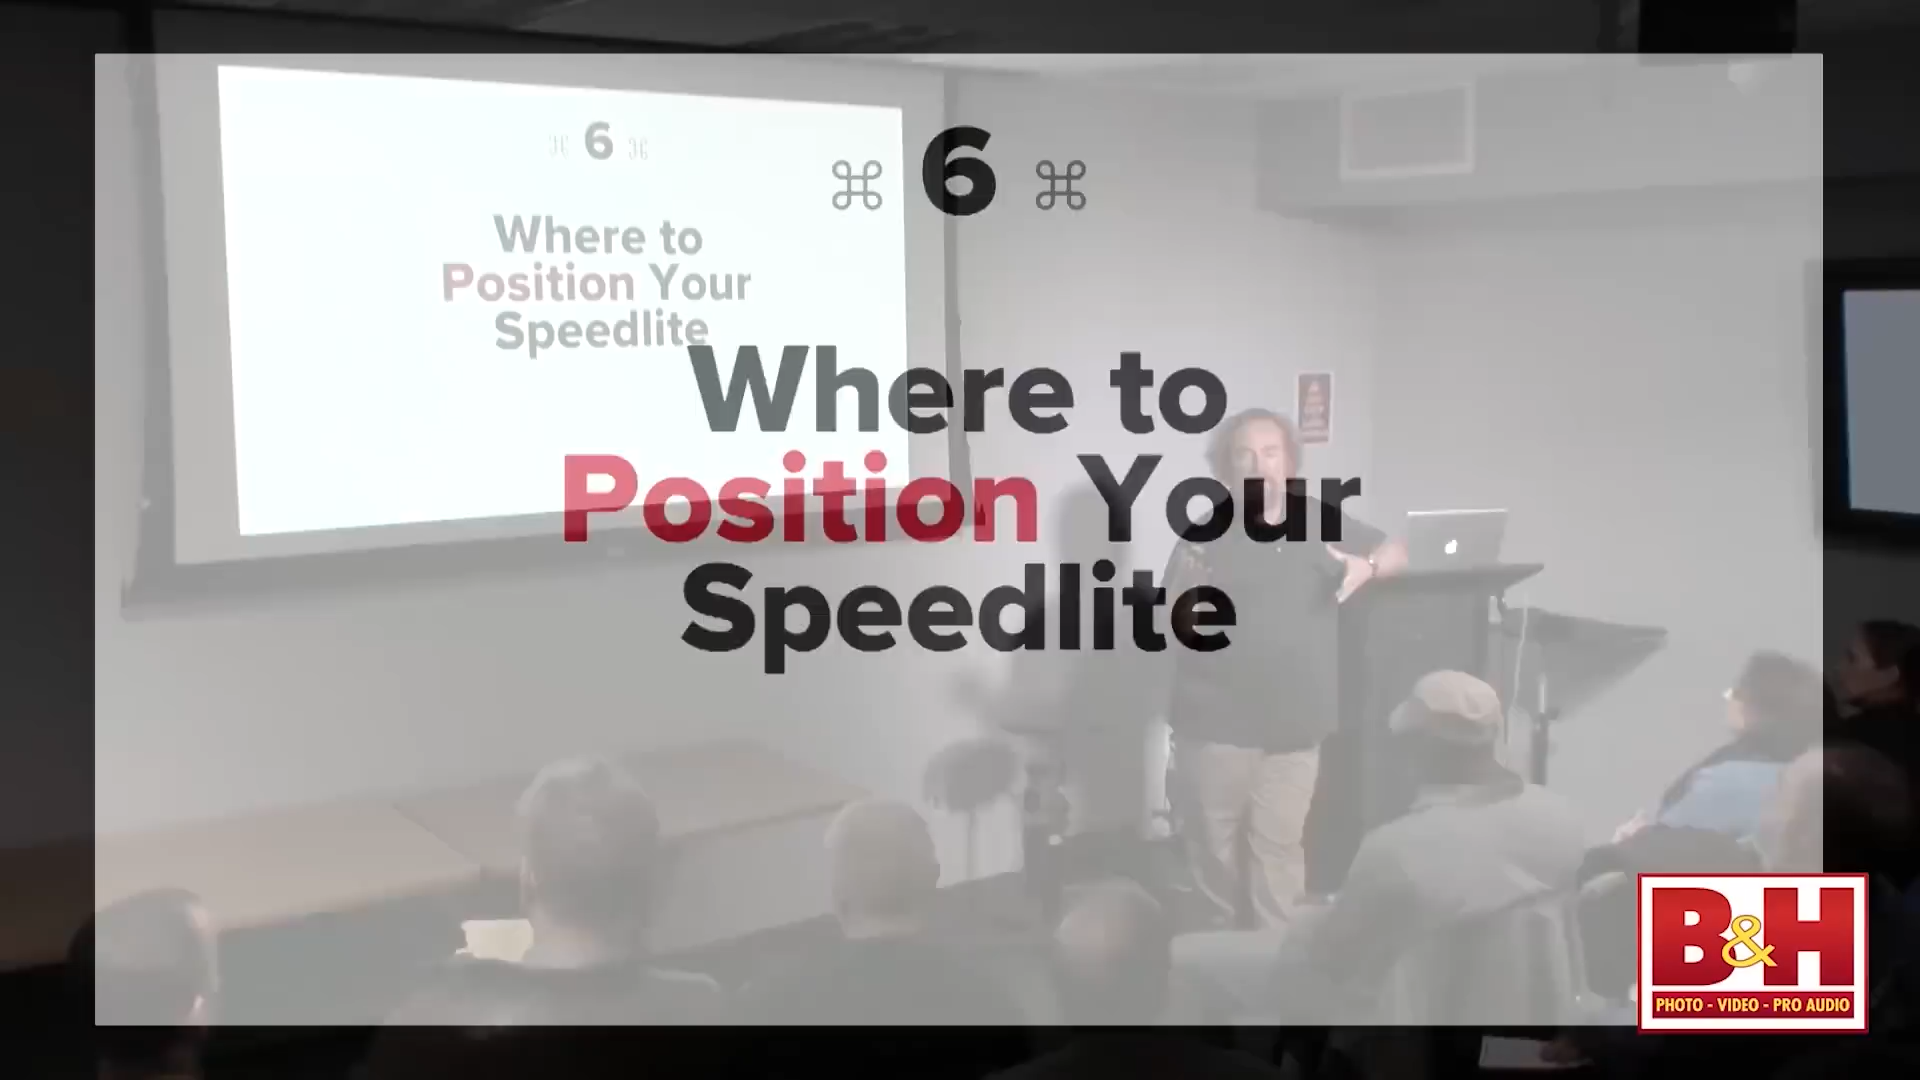 ⌘ 6 ⌘
Where to
Position Your
Speedlite
⌘ 6 ⌘
Where to
Position Your
Speedlite
B&H
PHOTO - VIDEO - PRO AUDIO